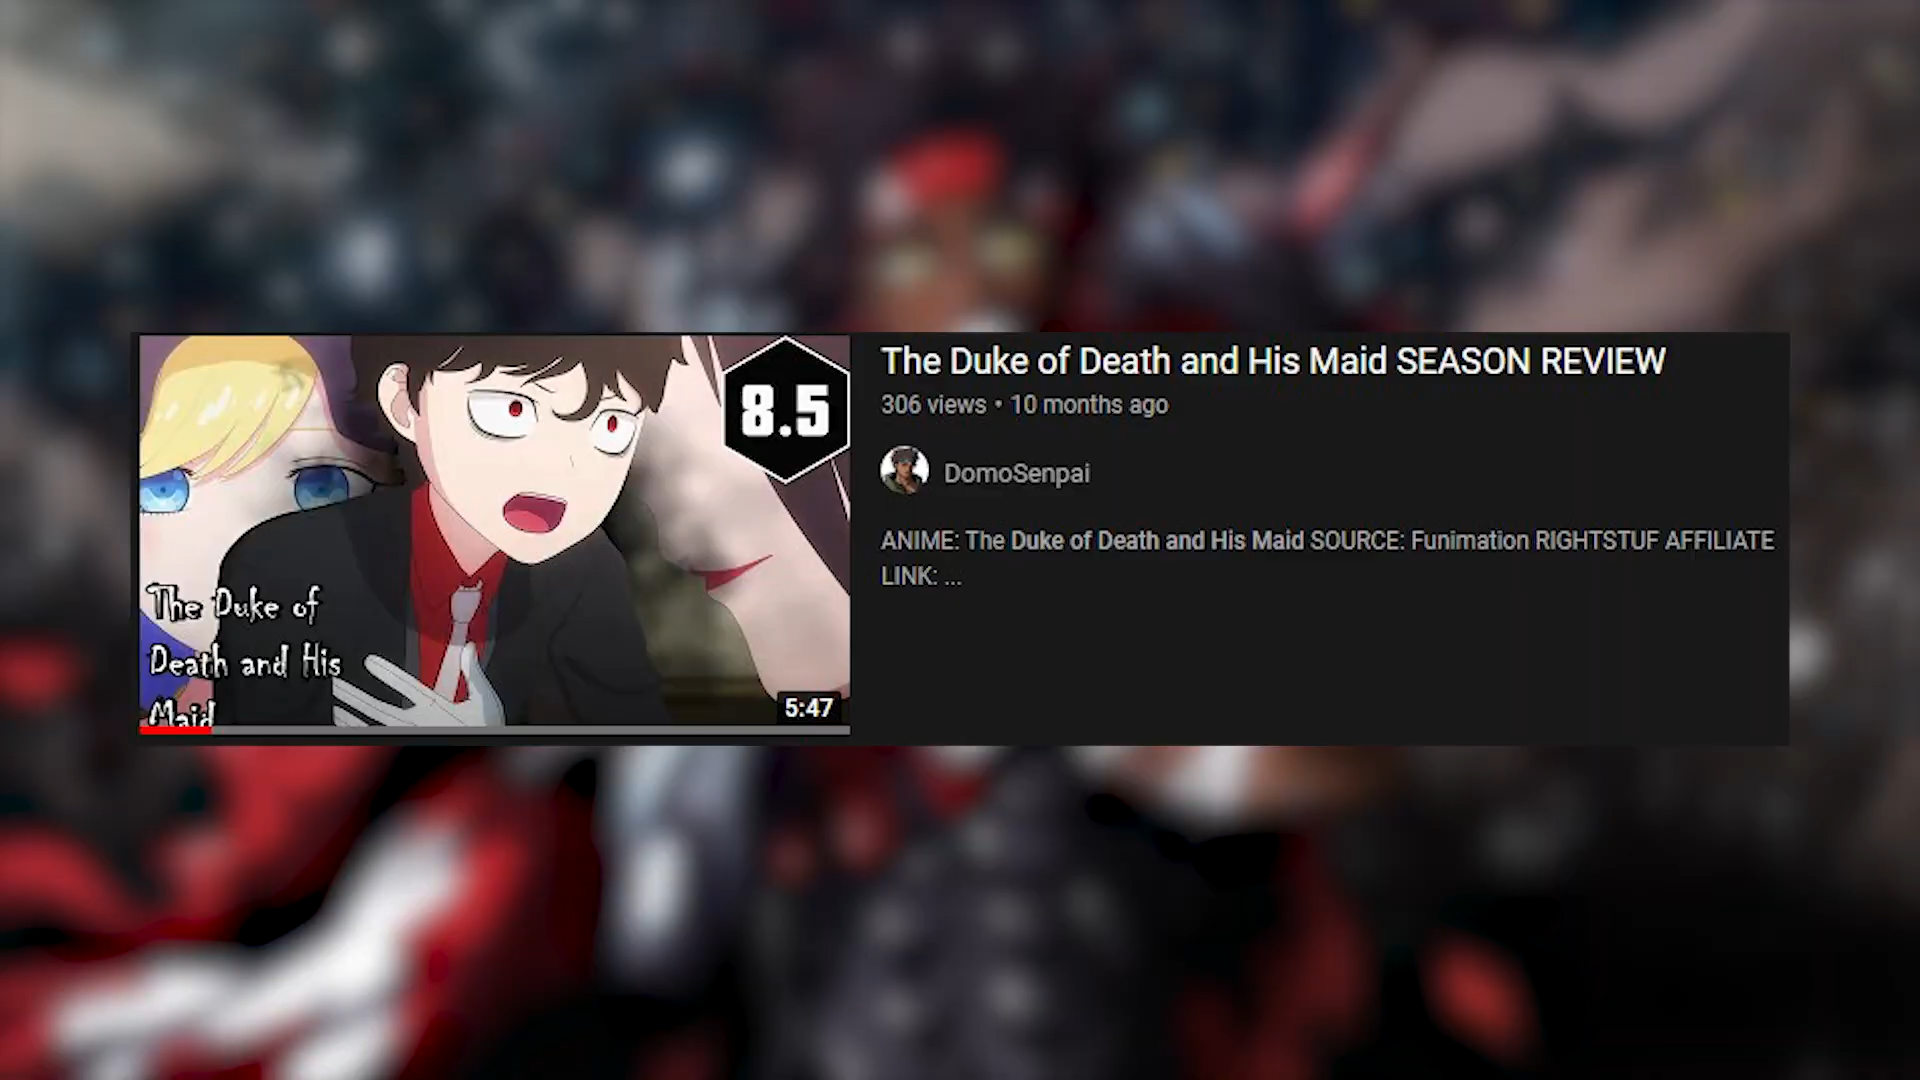 8.5
The Duke of
Death and His
Maid
5:47
The Duke of Death and His Maid SEASON REVIEW
306 views • 10 months ago
DomoSenpai
ANIME: The Duke of Death and His Maid SOURCE: Funimation RIGHTSTUF AFFILIATE
LINK: ...